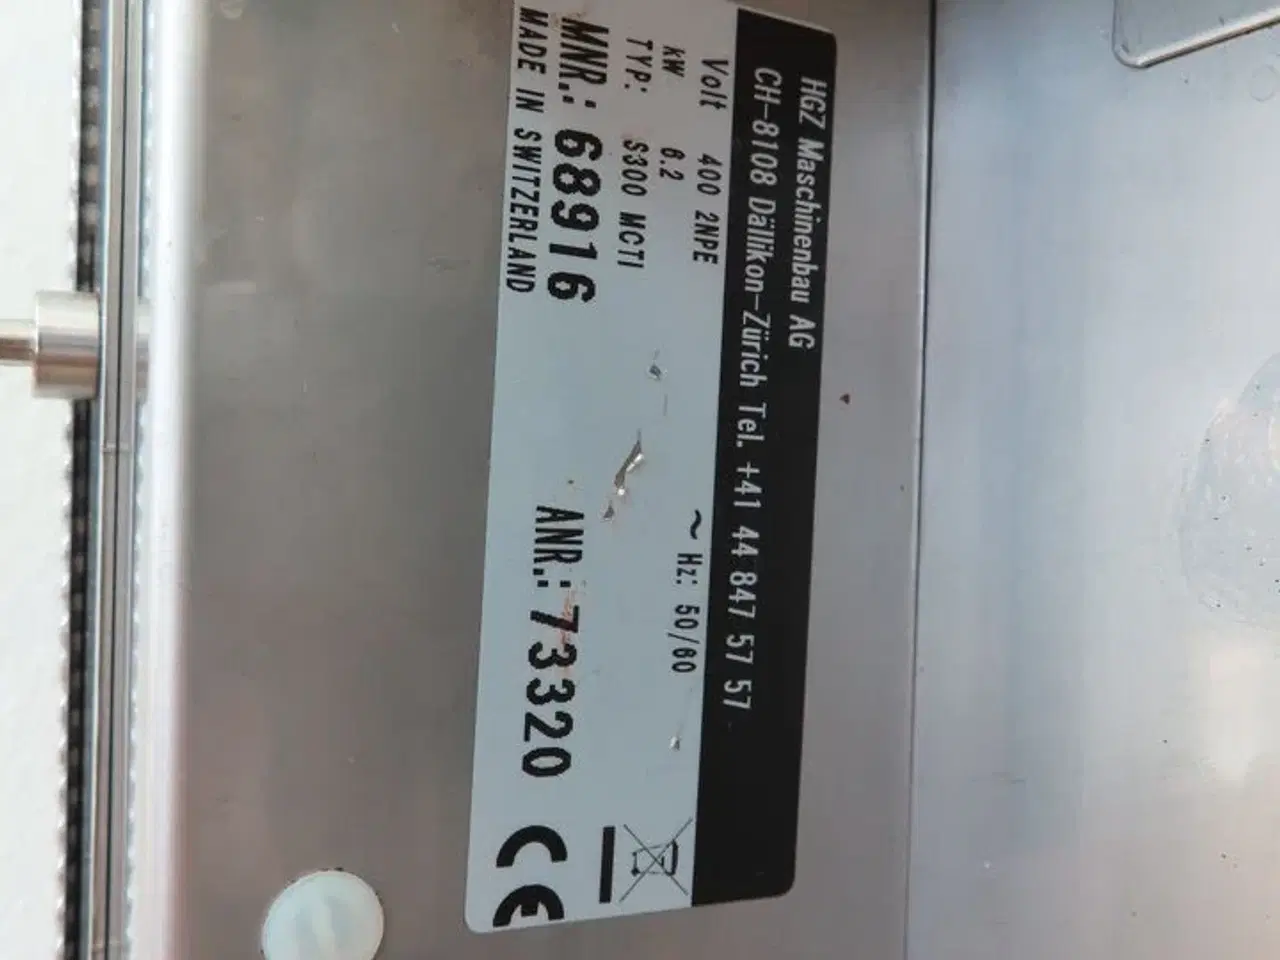 HGZ Maschinenbau AG
CH-8108 Dällikon-Zürich Tel. +41 44 847 57 57
Volt 400 2NPE ~ Hz: 50/60
kW 6.2
TYP: S300 MCTI
MNR.: 68916 ANR.: 73320
MADE IN SWITZERLAND
CE